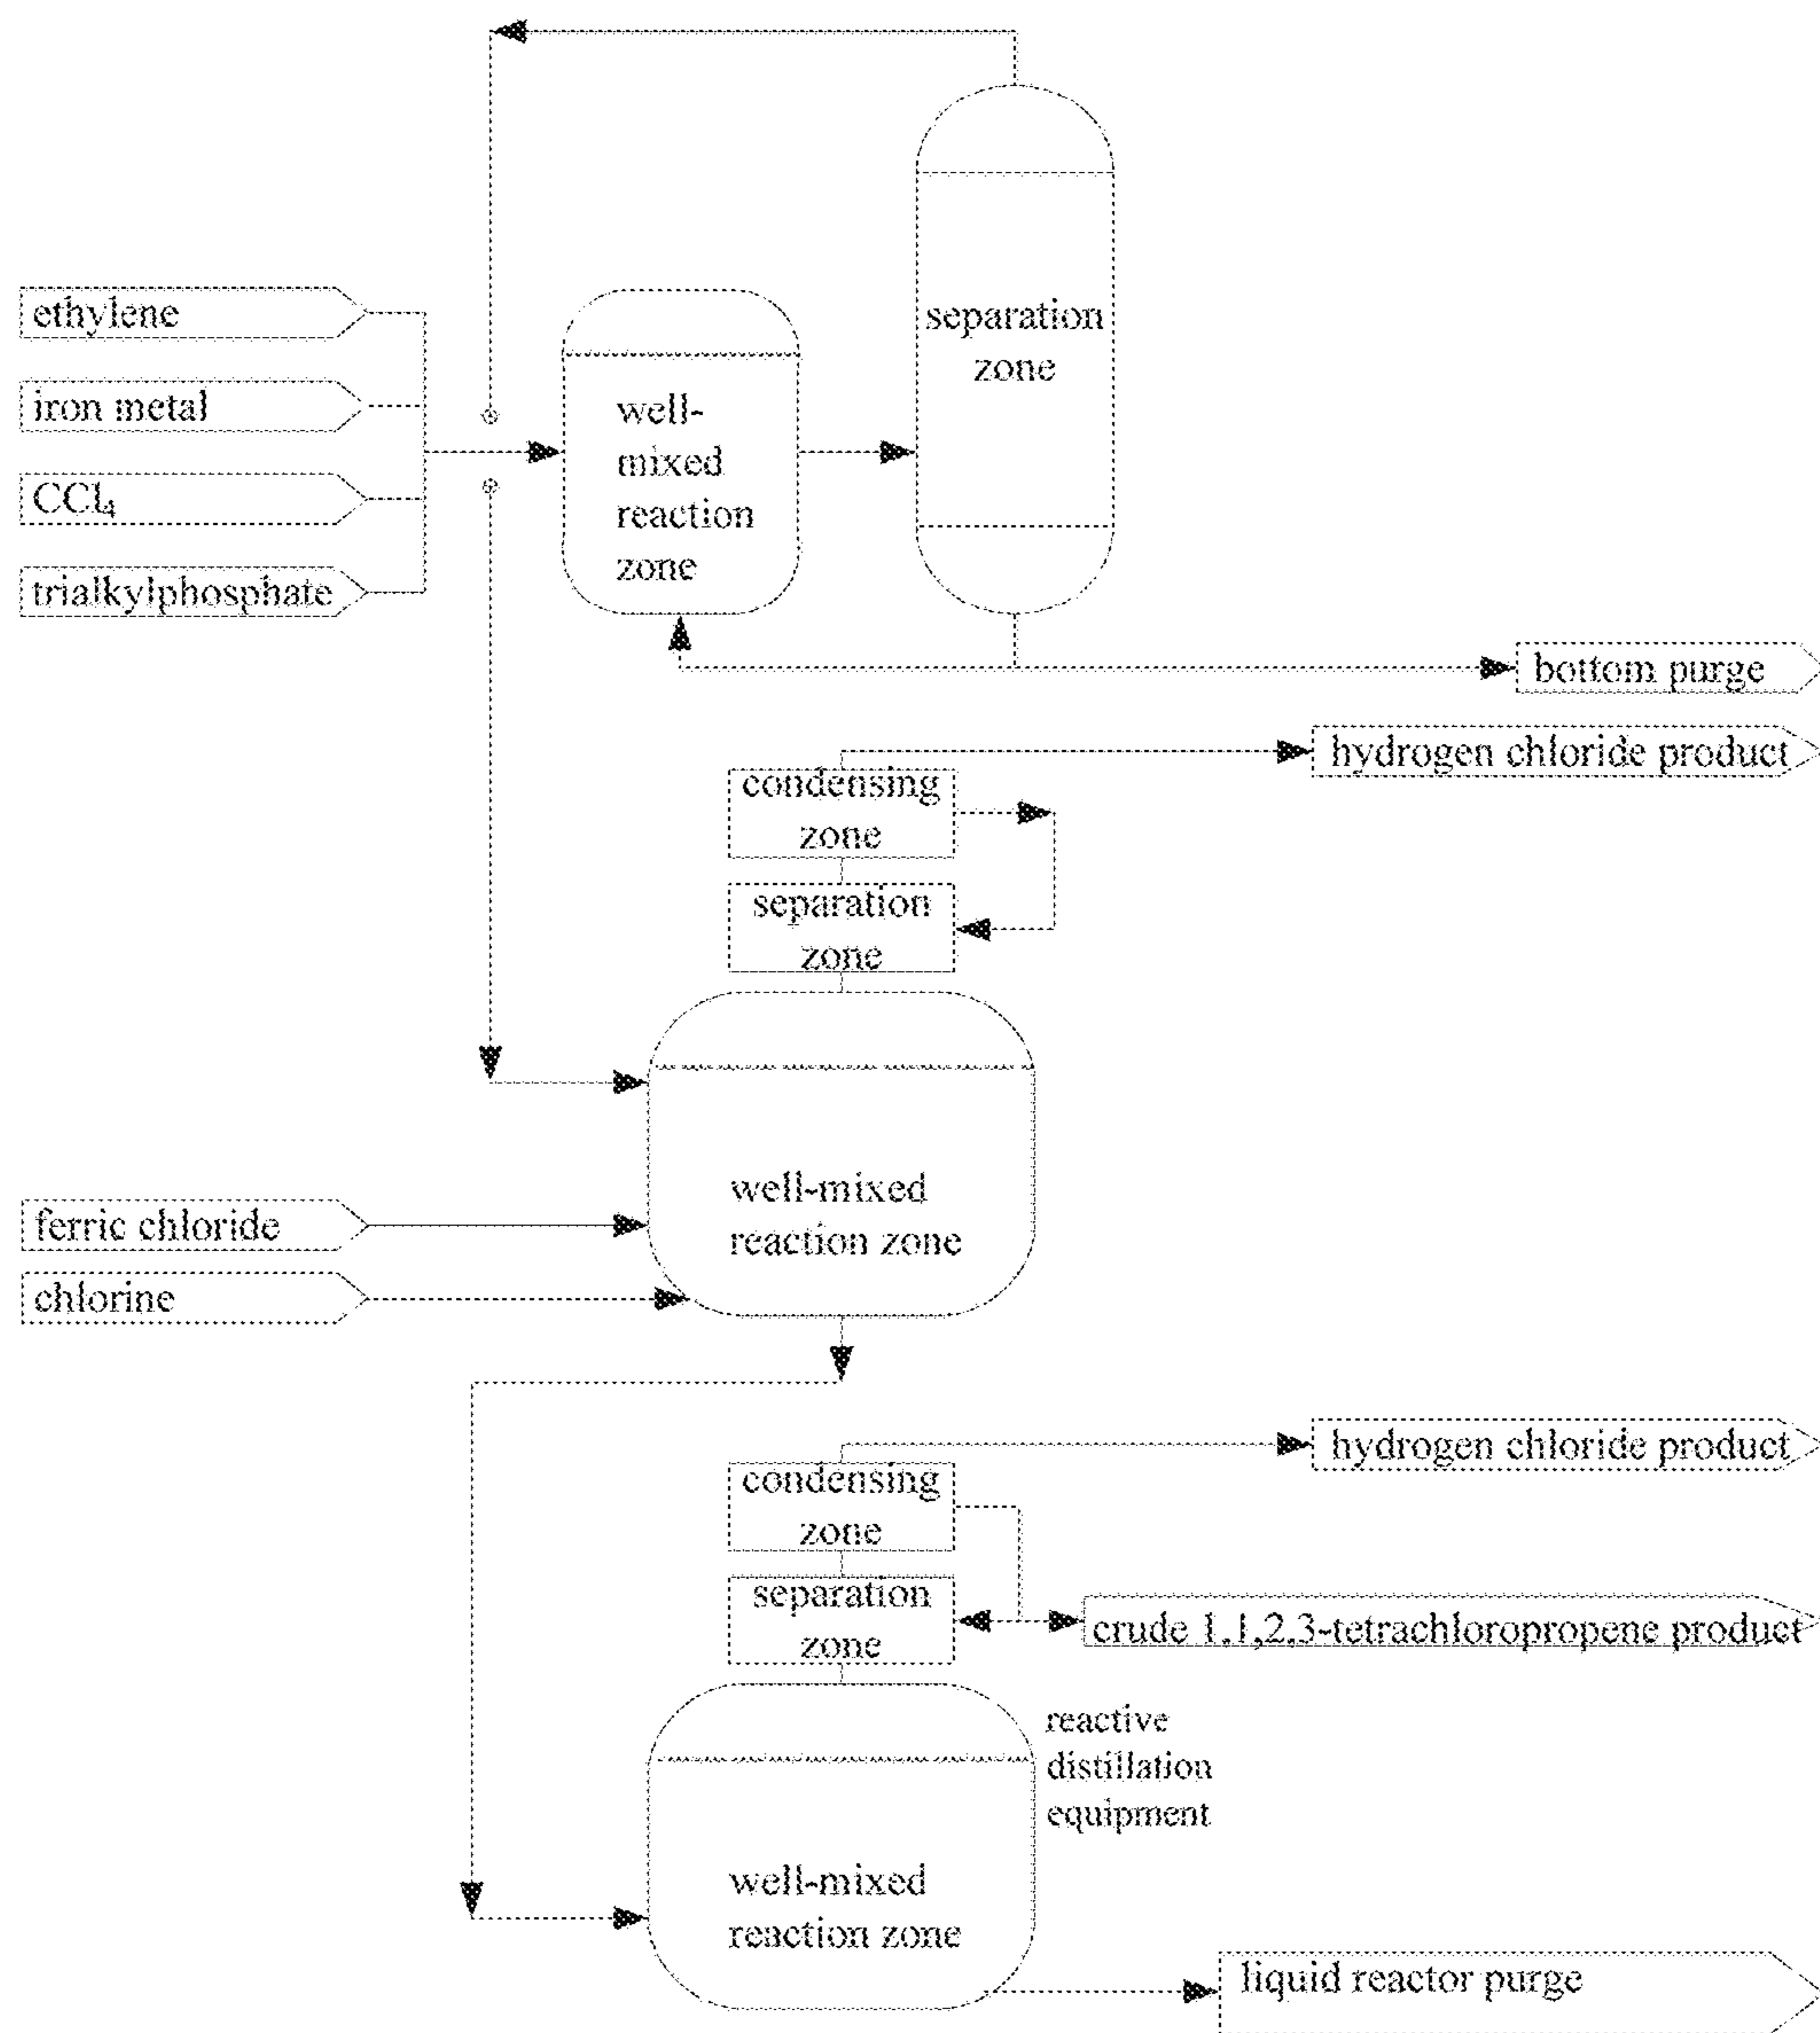 ethylene
iron metal
CCl₄
trialkylphosphate
well-
mixed
reaction
zone
separation
zone
bottom purge
hydrogen chloride product
condensing
zone
separation
zone
well-mixed
reaction zone
ferric chloride
chlorine
hydrogen chloride product
condensing
zone
separation
zone
crude 1,1,2,3-tetrachloropropene product
reactive
distillation
equipment
well-mixed
reaction zone
liquid reactor purge